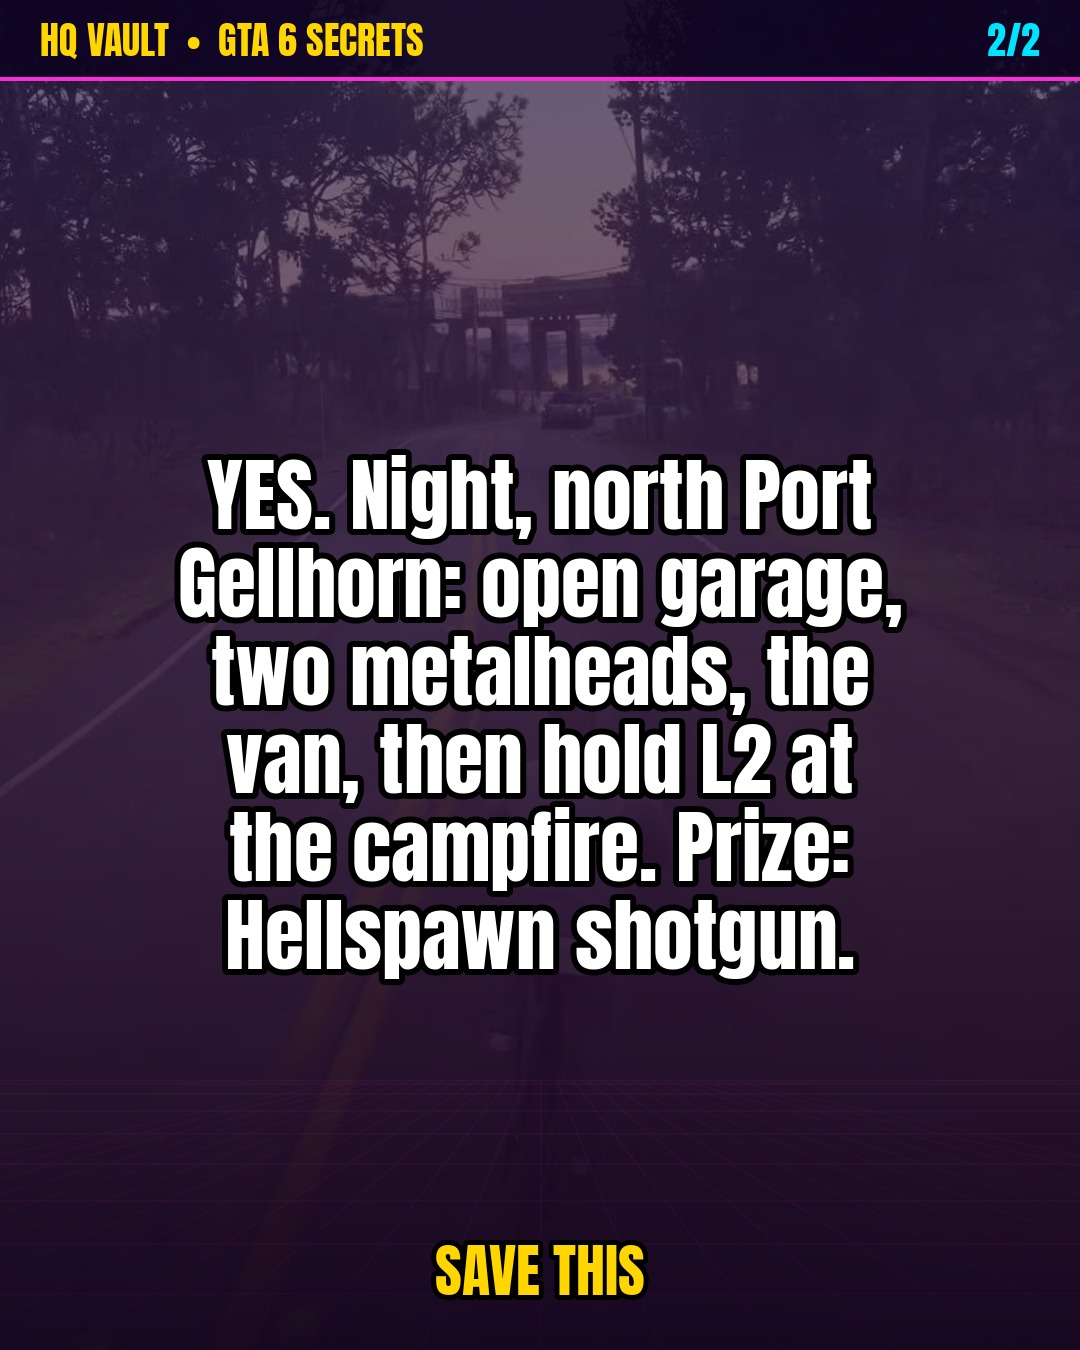 HQ VAULT • GTA 6 SECRETS
2/2
YES. Night, north Port
Gellhorn: open garage,
two metalheads, the
van, then hold L2 at
the campfire. Prize:
Hellspawn shotgun.
SAVE THIS